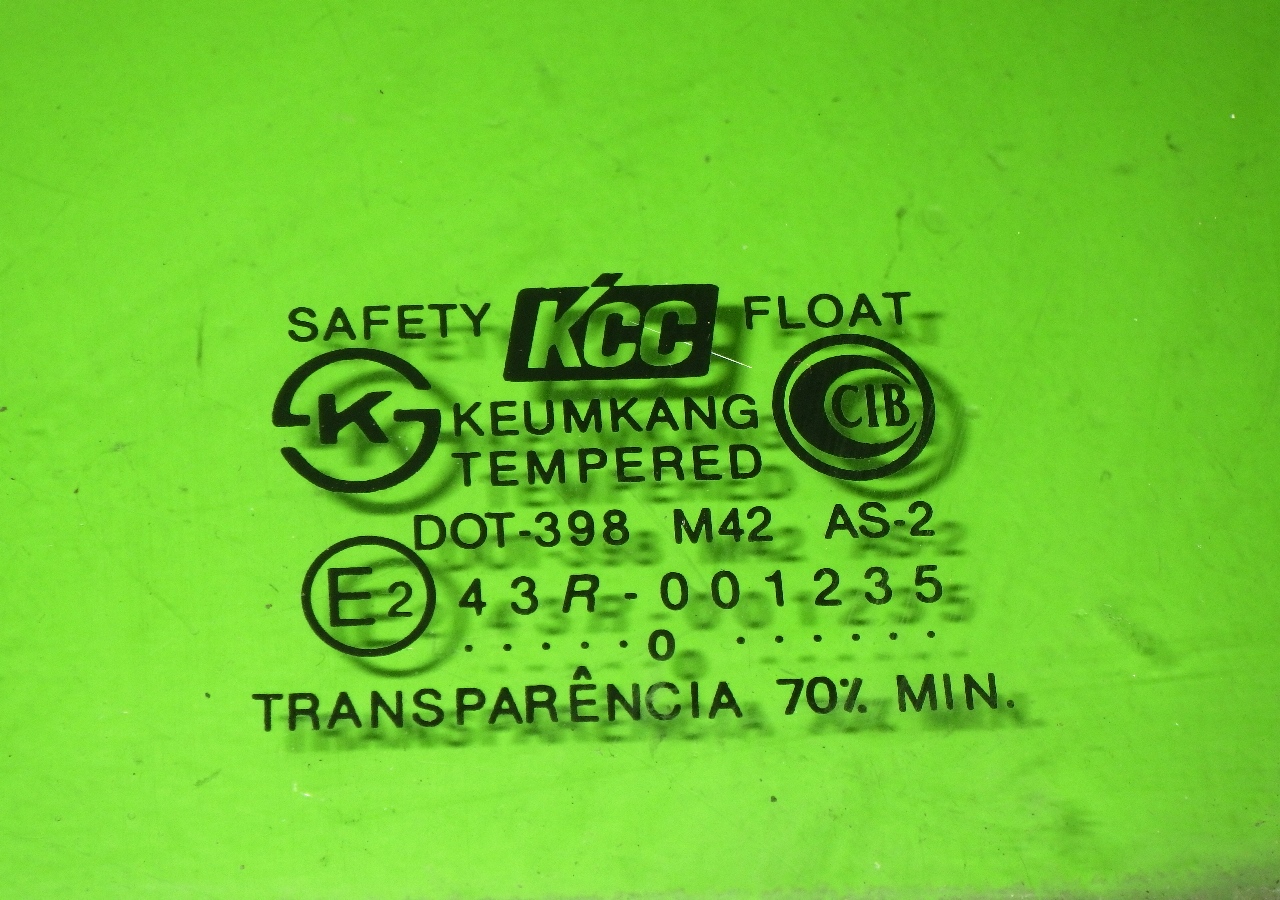 SAFETY KCC FLOAT
K KEUMKANG CIB
TEMPERED
DOT-398 M42 AS-2
E2 43R-001235
.....0.......
TRANSPARÊNCIA 70% MIN.